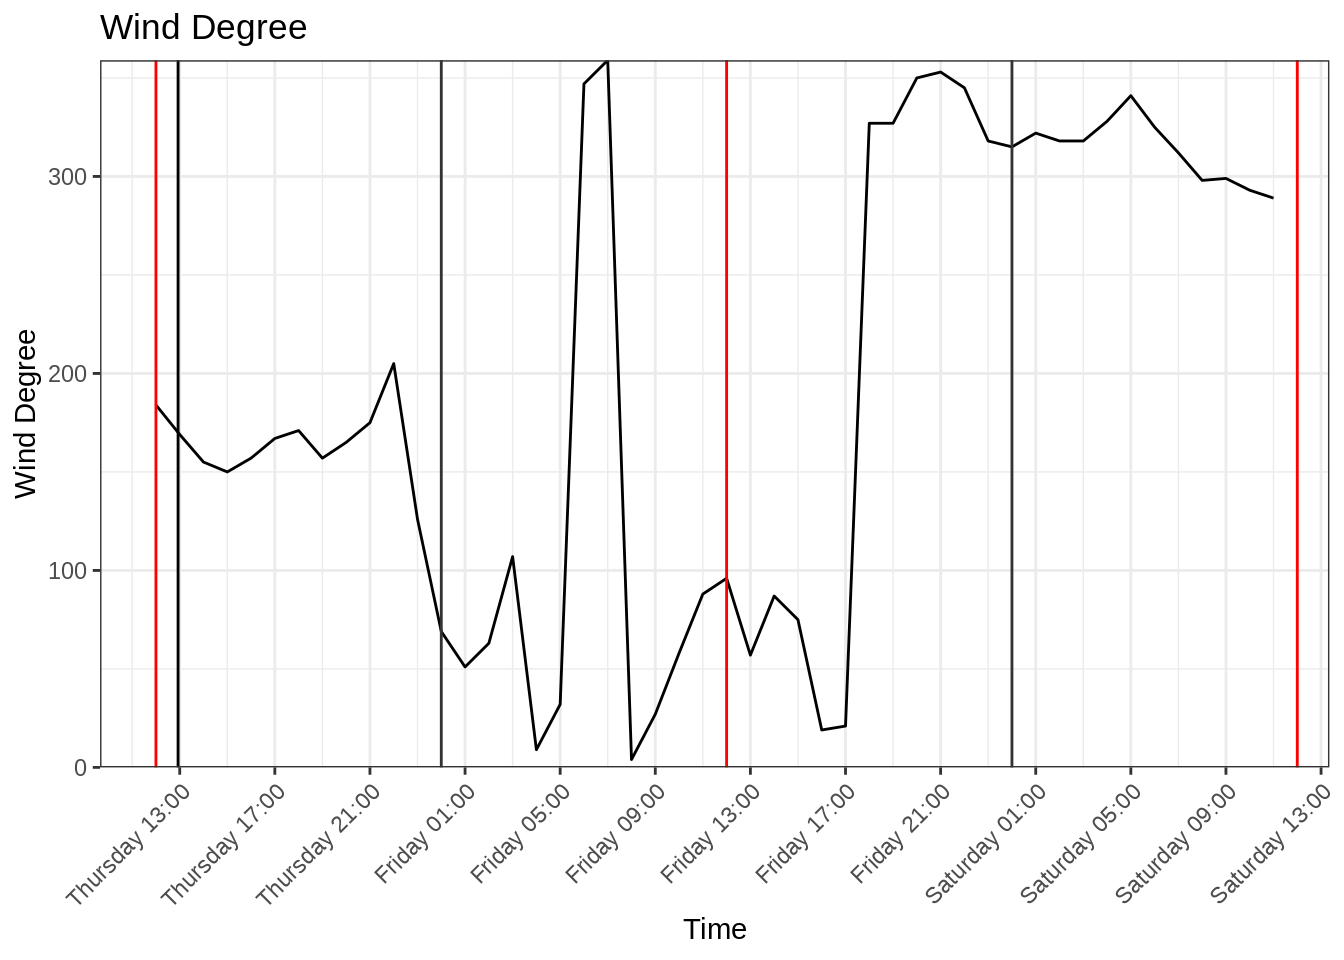 Wind Degree
Wind Degree
300
200
100
0
Thursday 13:00
Thursday 17:00
Thursday 21:00
Friday 01:00
Friday 05:00
Friday 09:00
Friday 13:00
Friday 17:00
Friday 21:00
Saturday 01:00
Saturday 05:00
Saturday 09:00
Saturday 13:00
Time